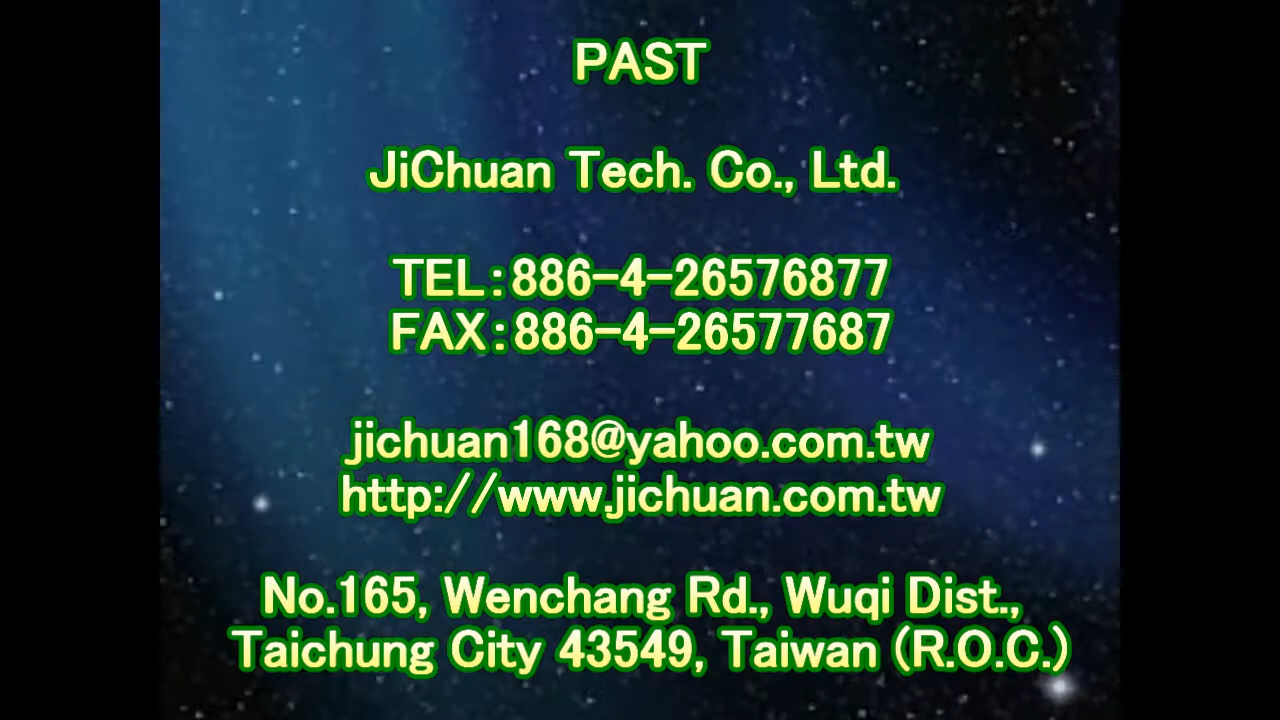 PAST
JiChuan Tech. Co., Ltd.
TEL:886-4-26576877
FAX:886-4-26577687
jichuan168@yahoo.com.tw
http://www.jichuan.com.tw
No.165, Wenchang Rd., Wuqi Dist.,
Taichung City 43549, Taiwan (R.O.C.)